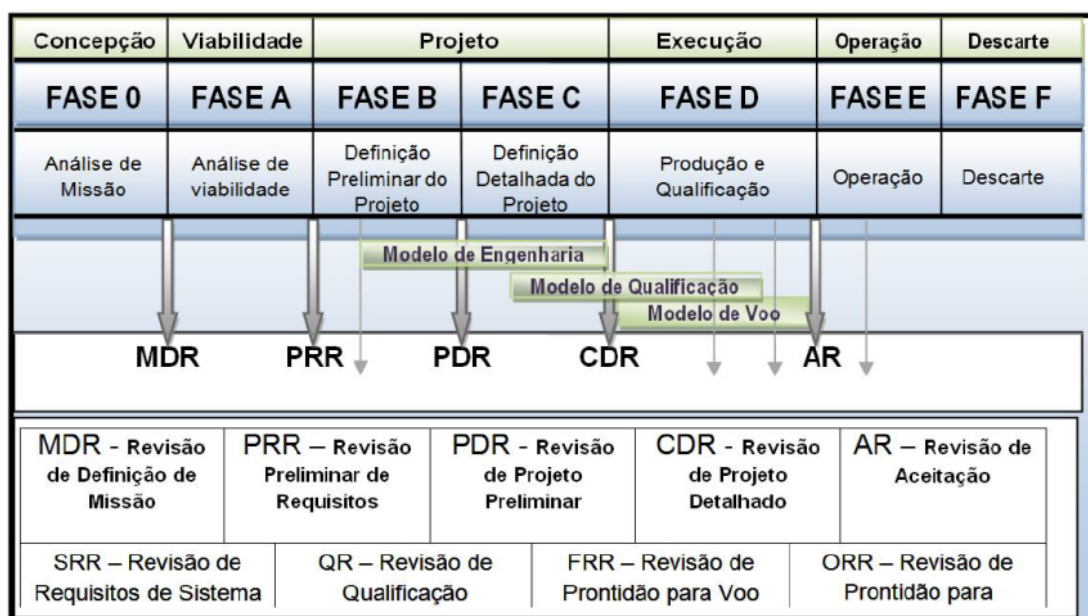 Concepção Viabilidade Projeto Execução Operação Descarte
FASE 0 FASE A FASE B FASE C FASE D FASE E FASE F
Análise de
Missão
Análise de
viabilidade
Definição
Preliminar do
Projeto
Definição
Detalhada do
Projeto
Produção e
Qualificação
Operação
Descarte
Modelo de Engenharia
Modelo de Qualificação
Modelo de Voo
MDR PRR PDR CDR AR
MDR - Revisão
de Definição de
Missão
PRR – Revisão
Preliminar de
Requisitos
PDR - Revisão
de Projeto
Preliminar
CDR - Revisão
de Projeto
Detalhado
AR – Revisão de
Aceitação
SRR – Revisão de
Requisitos de Sistema
QR – Revisão de
Qualificação
FRR – Revisão de
Prontidão para Voo
ORR – Revisão de
Prontidão para